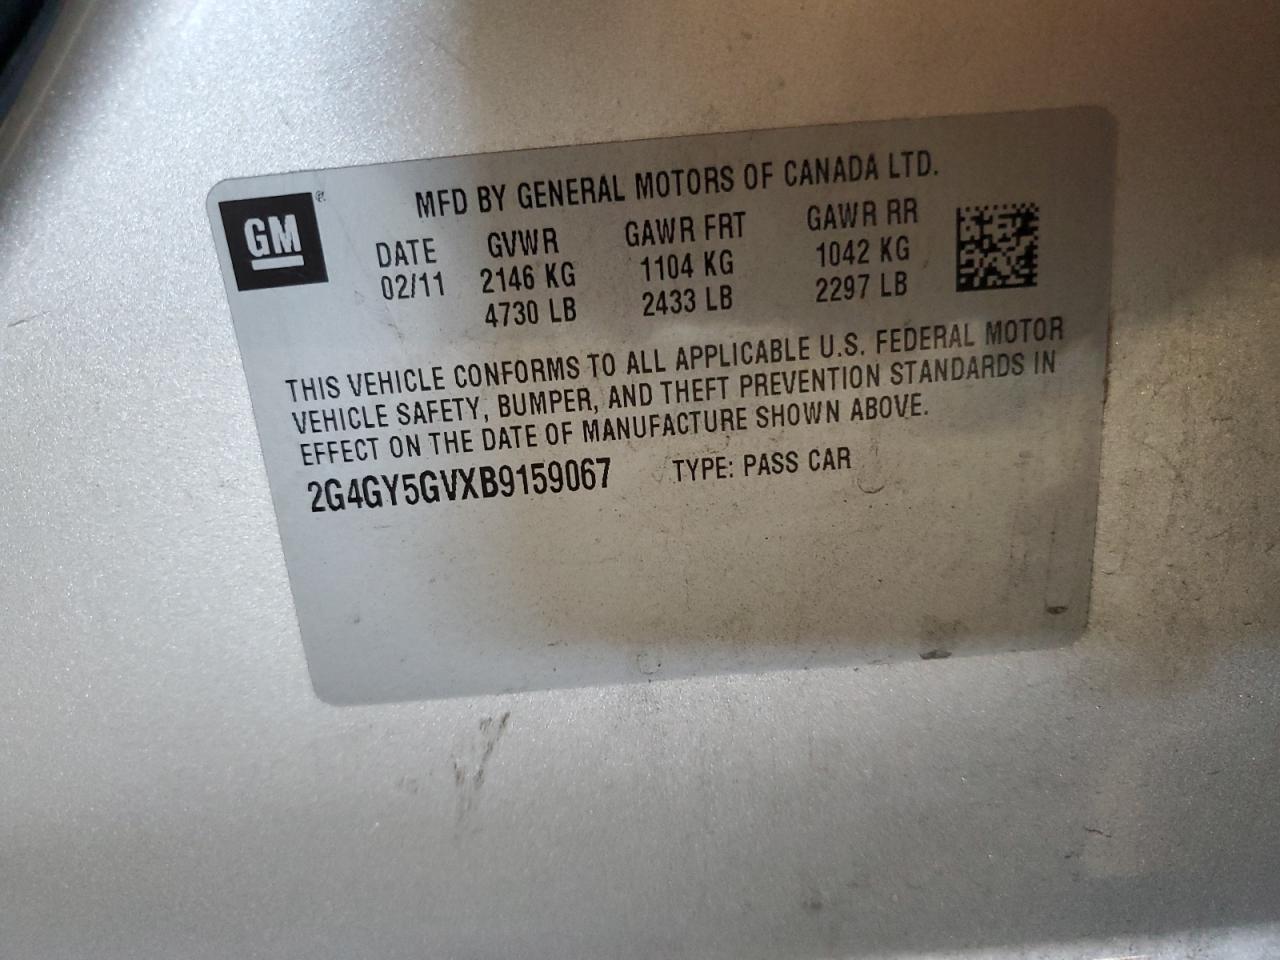 GM
MFD BY GENERAL MOTORS OF CANADA LTD.
DATE GVWR GAWR FRT GAWR RR
02/11 2146 KG 1104 KG 1042 KG
4730 LB 2433 LB 2297 LB
THIS VEHICLE CONFORMS TO ALL APPLICABLE U.S. FEDERAL MOTOR
VEHICLE SAFETY, BUMPER, AND THEFT PREVENTION STANDARDS IN
EFFECT ON THE DATE OF MANUFACTURE SHOWN ABOVE.
2G4GY5GVXB9159067 TYPE: PASS CAR